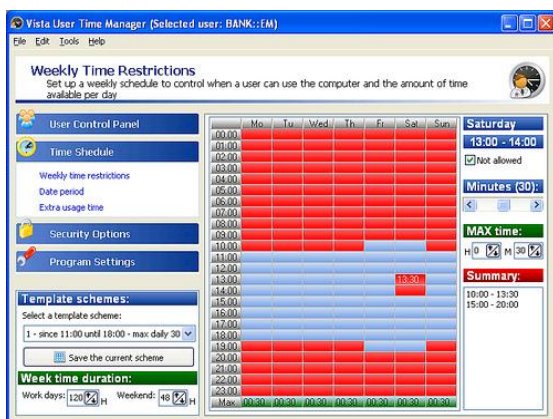 Vista User Time Manager (Selected user: BANK::EM)
File Edit Tools Help
Weekly Time Restrictions
Set up a weekly schedule to control when a user can use the computer and the amount of time
available per day
User Control Panel
Time Shedule
Weekly time restrictions
Date period
Extra usage time
Security Options
Program Settings
Template schemes:
Select a template scheme:
1 - since 11:00 until 18:00 - max daily 30
Save the current scheme
Week time duration:
Work days: 120 H Weekend: 48 H
Mo Tu Wed Th Fr Sat Sun
00:00
01:00
02:00
03:00
04:00
05:00
06:00
07:00
08:00
09:00
10:00
11:00
12:00
13:00 13:30
14:00
15:00
16:00
17:00
18:00
19:00
20:00
21:00
22:00
23:00
Max 00:30 00:30 00:30 00:30 00:30 00:30 00:30
Saturday
13:00 - 14:00
Not allowed
Minutes (30):
MAX time:
H 0 M 30
Summary:
10:00 - 13:30
15:00 - 20:00